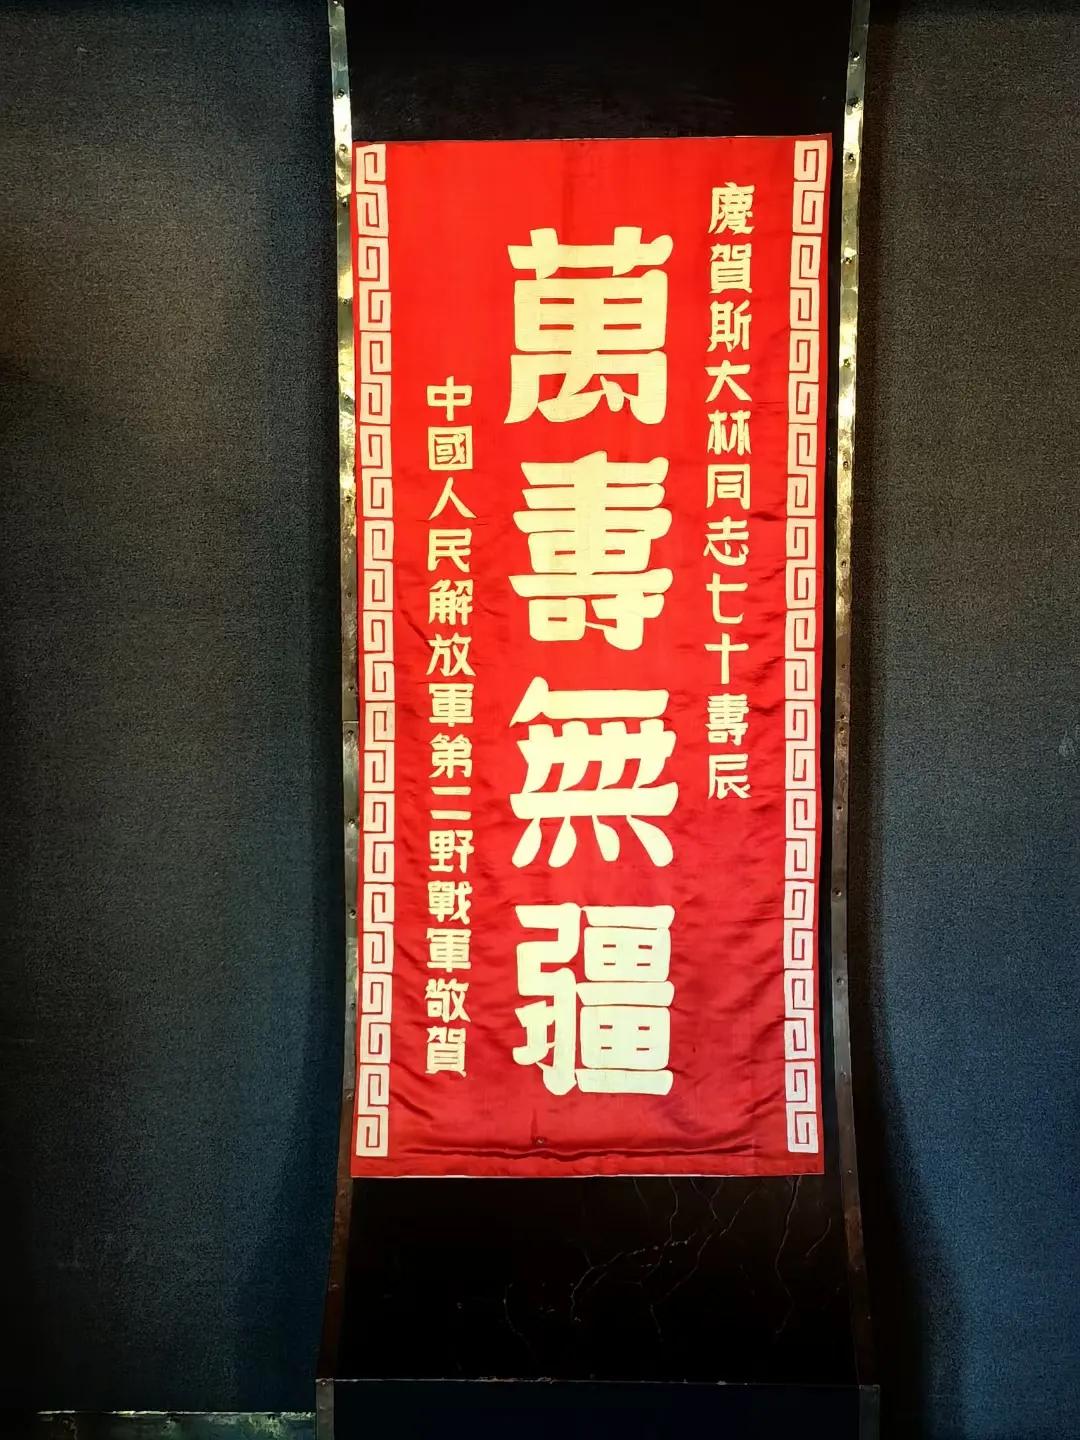 慶賀斯大林同志七十壽辰
萬壽無疆
中國人民解放軍第二野戰軍敬賀